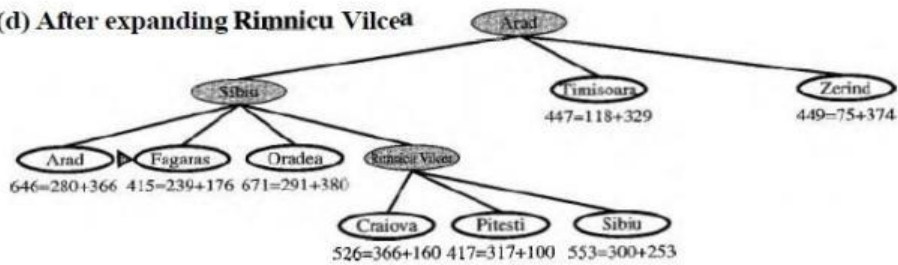 (d) After expanding Rimnicu Vilcea
Arad
Sibiu
Timisoara
Zerind
447=118+329
449=75+374
Arad
Fagaras
Oradea
Rimnicu Vilcea
646=280+366
415=239+176
671=291+380
Craiova
Pitesti
Sibiu
526=366+160
417=317+100
553=300+253